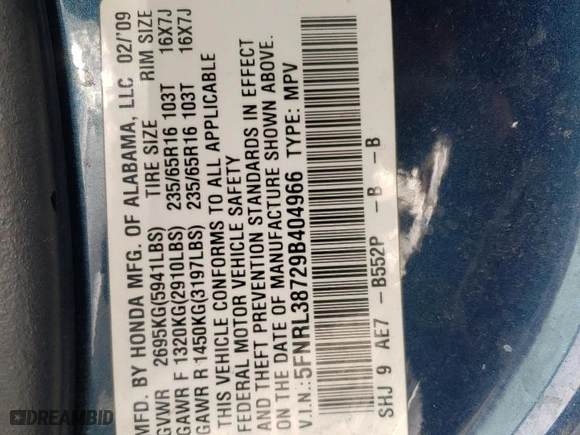 MFD. BY HONDA MFG. OF ALABAMA, LLC 02/'09
GVWR 2695KG(5941LBS) TIRE SIZE RIM SIZE
GAWR F 1320KG(2910LBS) 235/65R16 103T 16X7J
GAWR R 1450KG(3197LBS) 235/65R16 103T 16X7J
THIS VEHICLE CONFORMS TO ALL APPLICABLE
FEDERAL MOTOR VEHICLE SAFETY
AND THEFT PREVENTION STANDARDS IN EFFECT
ON THE DATE OF MANUFACTURE SHOWN ABOVE.
V.I.N.:5FNRL38729B404966 TYPE: MPV
SHJ 9 AE7 -B552P -B -B
DREAMBID